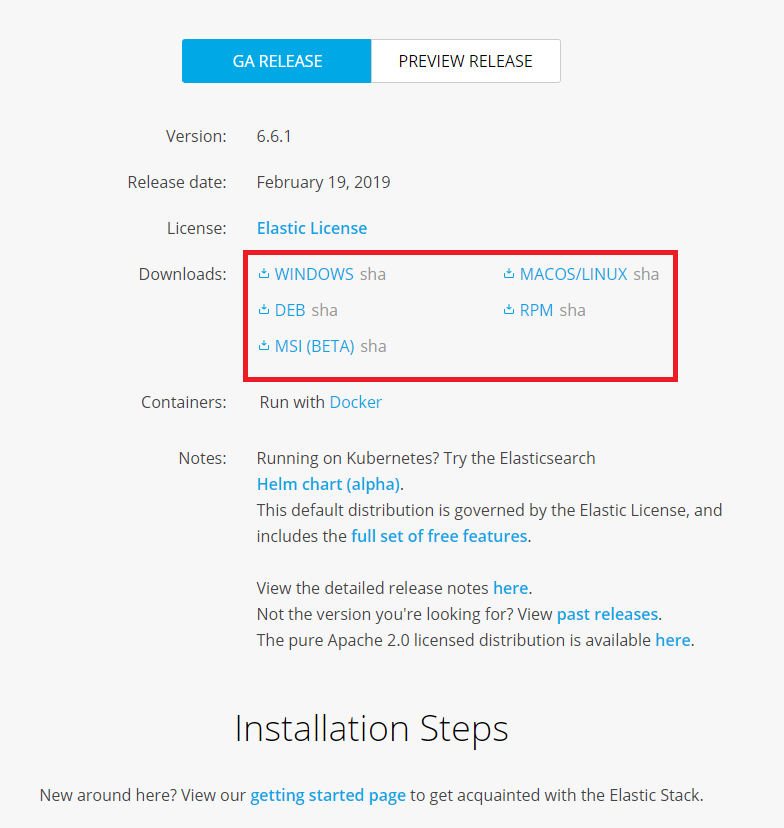 GA RELEASE PREVIEW RELEASE
Version: 6.6.1
Release date: February 19, 2019
License: Elastic License
Downloads: WINDOWS sha MACOS/LINUX sha
DEB sha RPM sha
MSI (BETA) sha
Containers: Run with Docker
Notes: Running on Kubernetes? Try the Elasticsearch
Helm chart (alpha).
This default distribution is governed by the Elastic License, and
includes the full set of free features.
View the detailed release notes here.
Not the version you're looking for? View past releases.
The pure Apache 2.0 licensed distribution is available here.
Installation Steps
New around here? View our getting started page to get acquainted with the Elastic Stack.